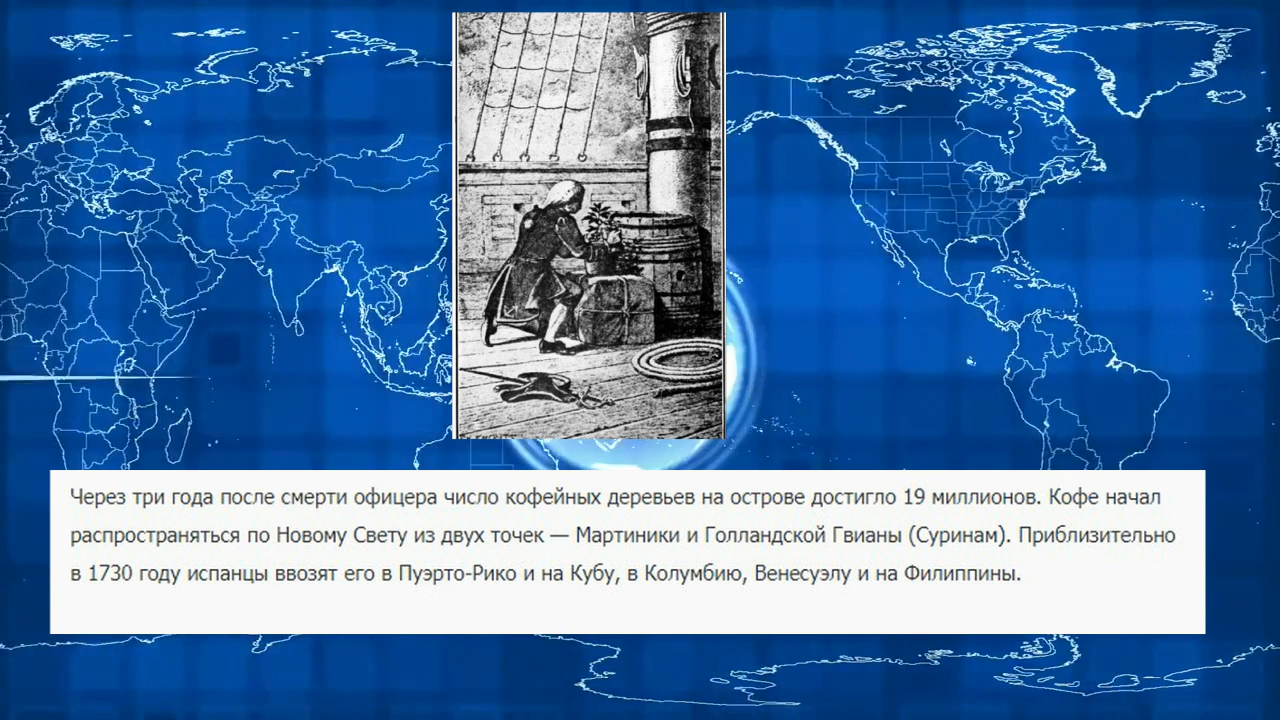 Через три года после смерти офицера число кофейных деревьев на острове достигло 19 миллионов. Кофе начал
распространяться по Новому Свету из двух точек — Мартиники и Голландской Гвианы (Суринам). Приблизительно
в 1730 году испанцы ввозят его в Пуэрто-Рико и на Кубу, в Колумбию, Венесуэлу и на Филиппины.